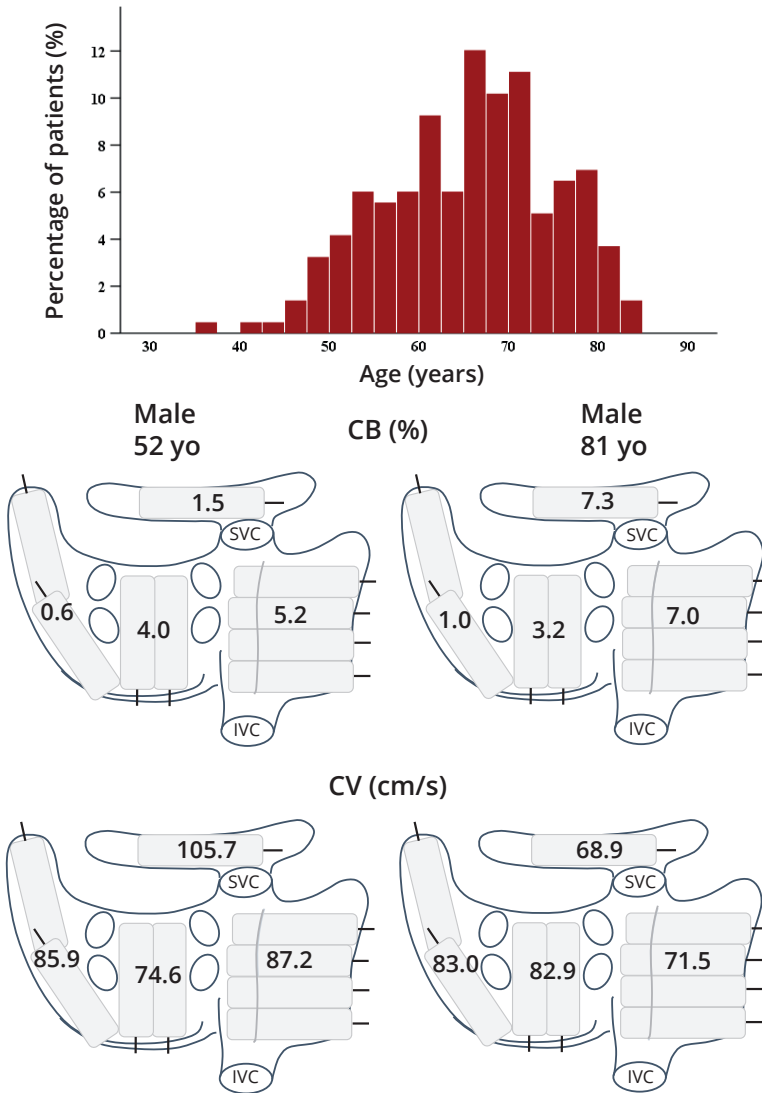 Percentage of patients (%)
12
10
8
6
4
2
0
30 40 50 60 70 80 90
Age (years)
Male
52 yo
CB (%)
Male
81 yo
1.5
SVC
0.6
4.0
5.2
IVC
7.3
SVC
1.0
3.2
7.0
IVC
CV (cm/s)
105.7
SVC
85.9
74.6
87.2
IVC
68.9
SVC
83.0
82.9
71.5
IVC